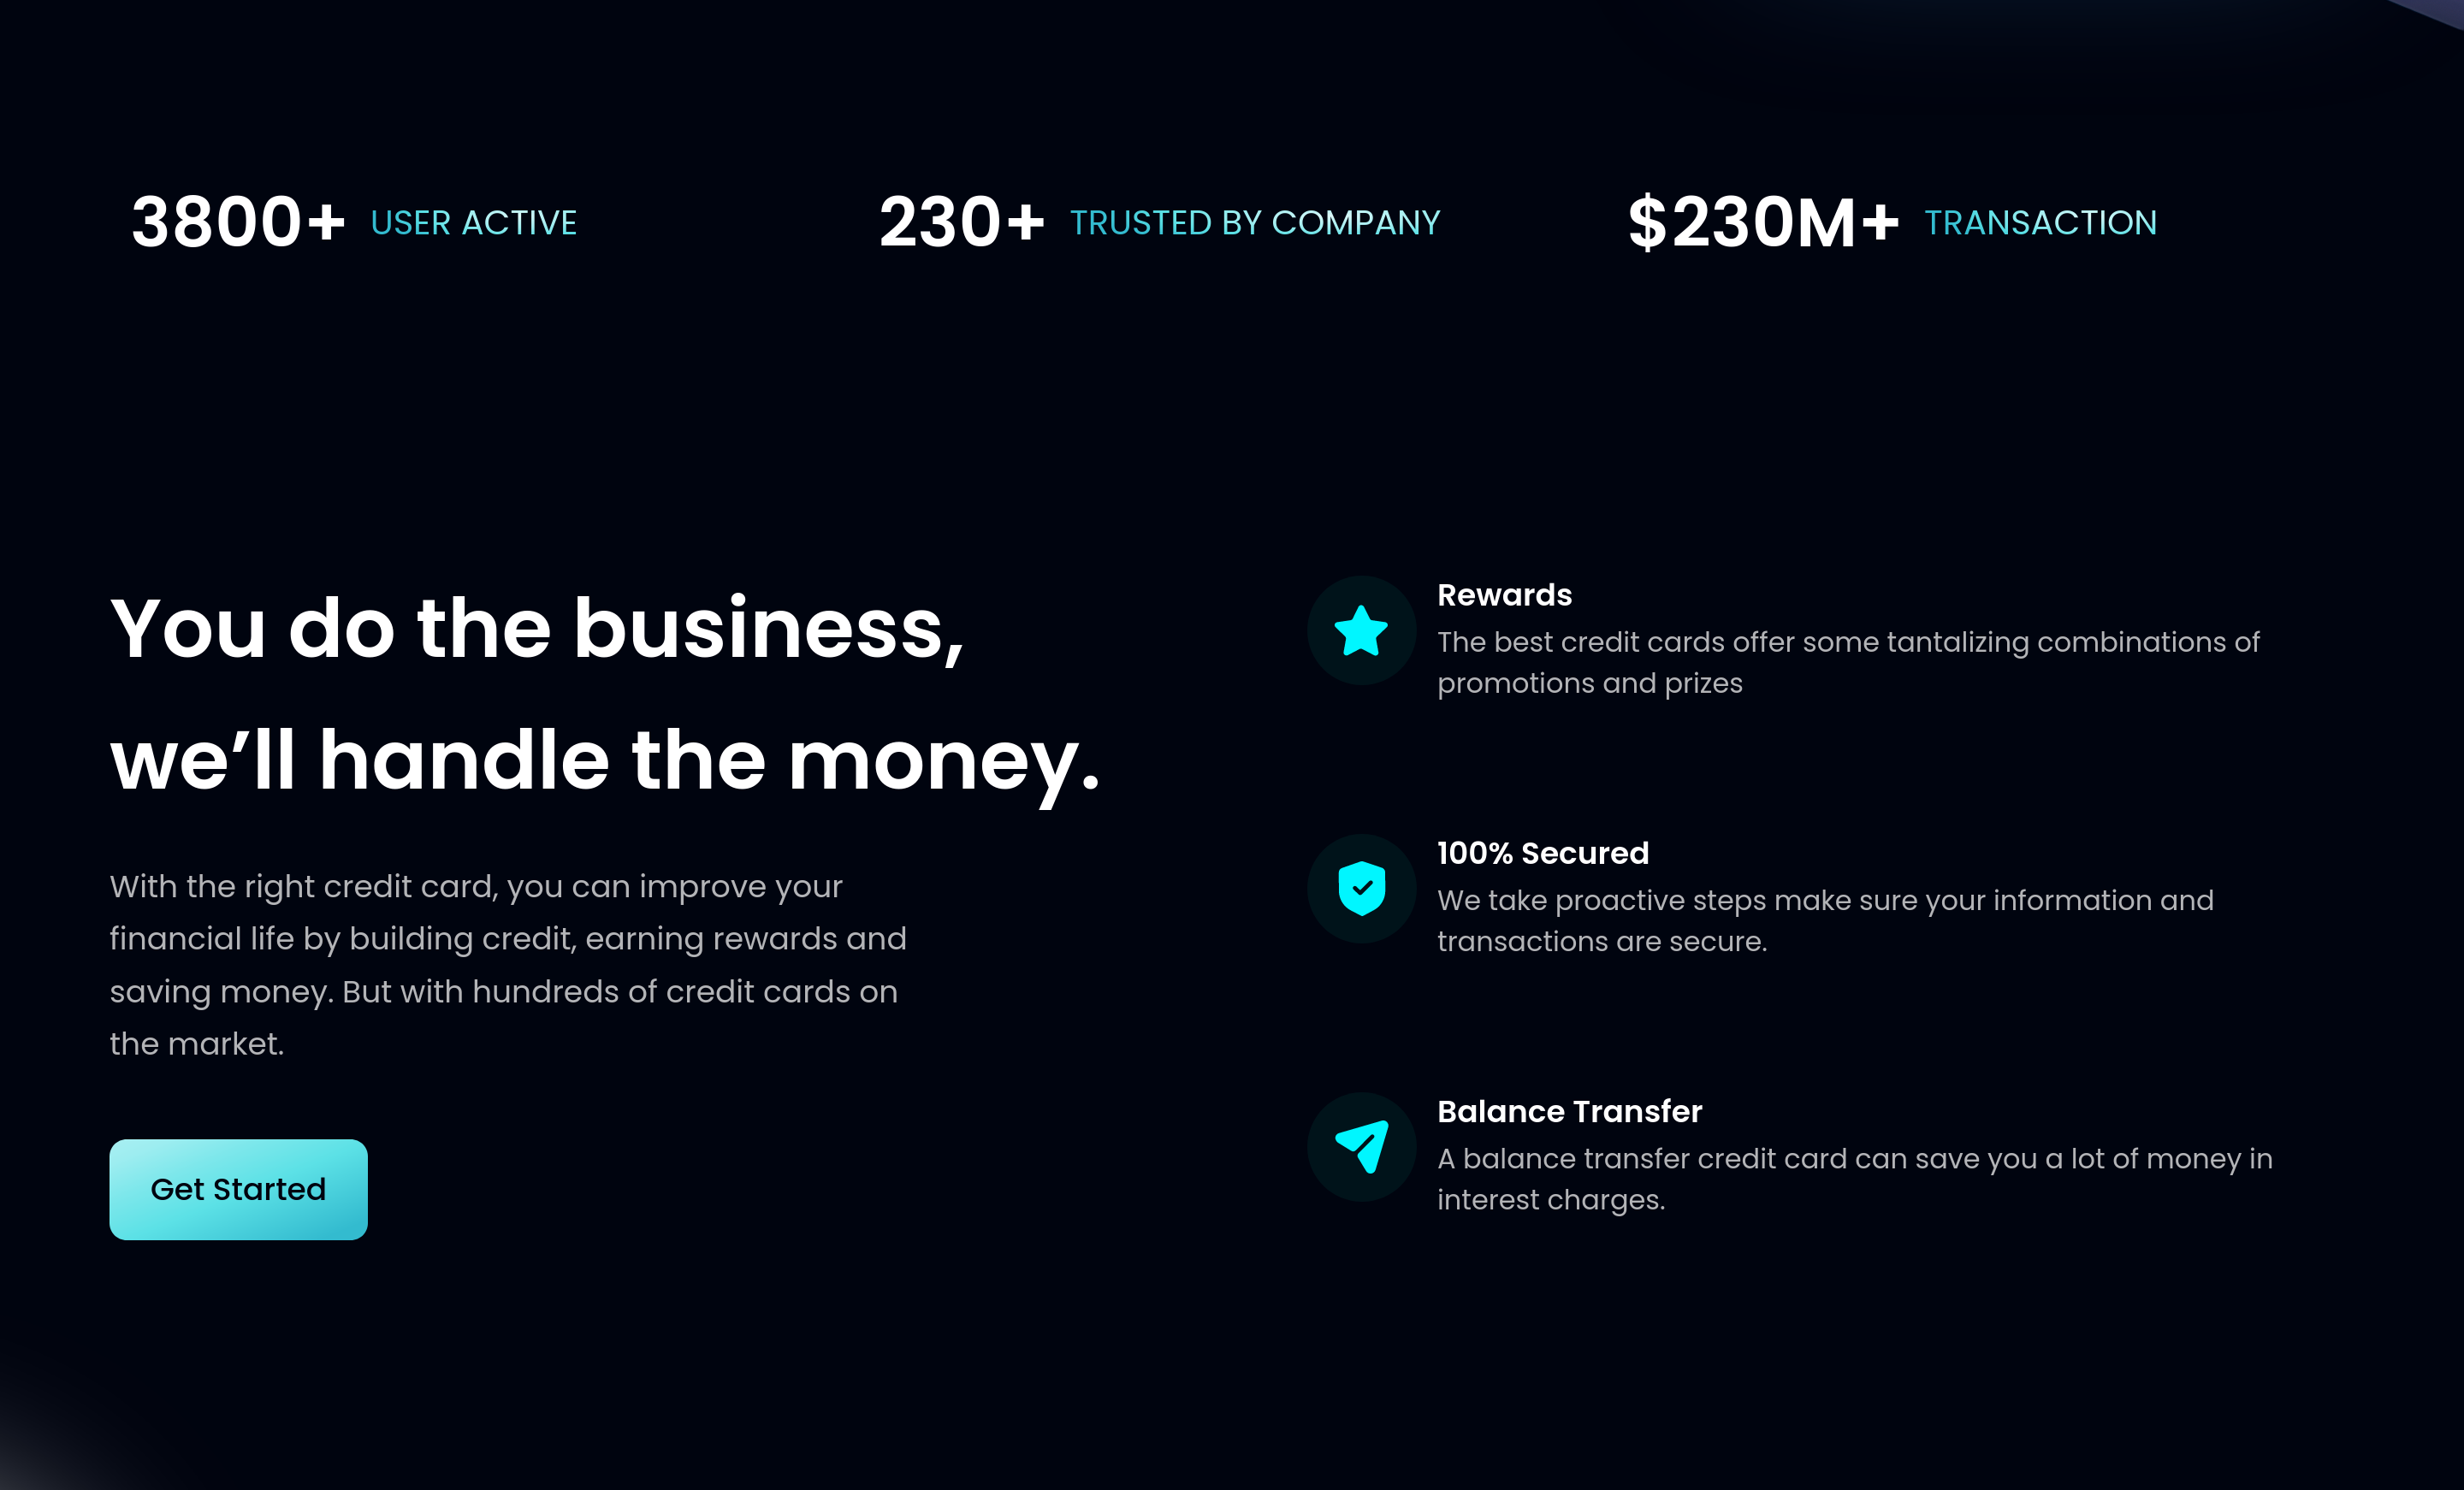 3800+ USER ACTIVE
230+ TRUSTED BY COMPANY
$230M+ TRANSACTION
You do the business,
we’ll handle the money.
With the right credit card, you can improve your
financial life by building credit, earning rewards and
saving money. But with hundreds of credit cards on
the market.
Get Started
Rewards
The best credit cards offer some tantalizing combinations of
promotions and prizes
100% Secured
We take proactive steps make sure your information and
transactions are secure.
Balance Transfer
A balance transfer credit card can save you a lot of money in
interest charges.